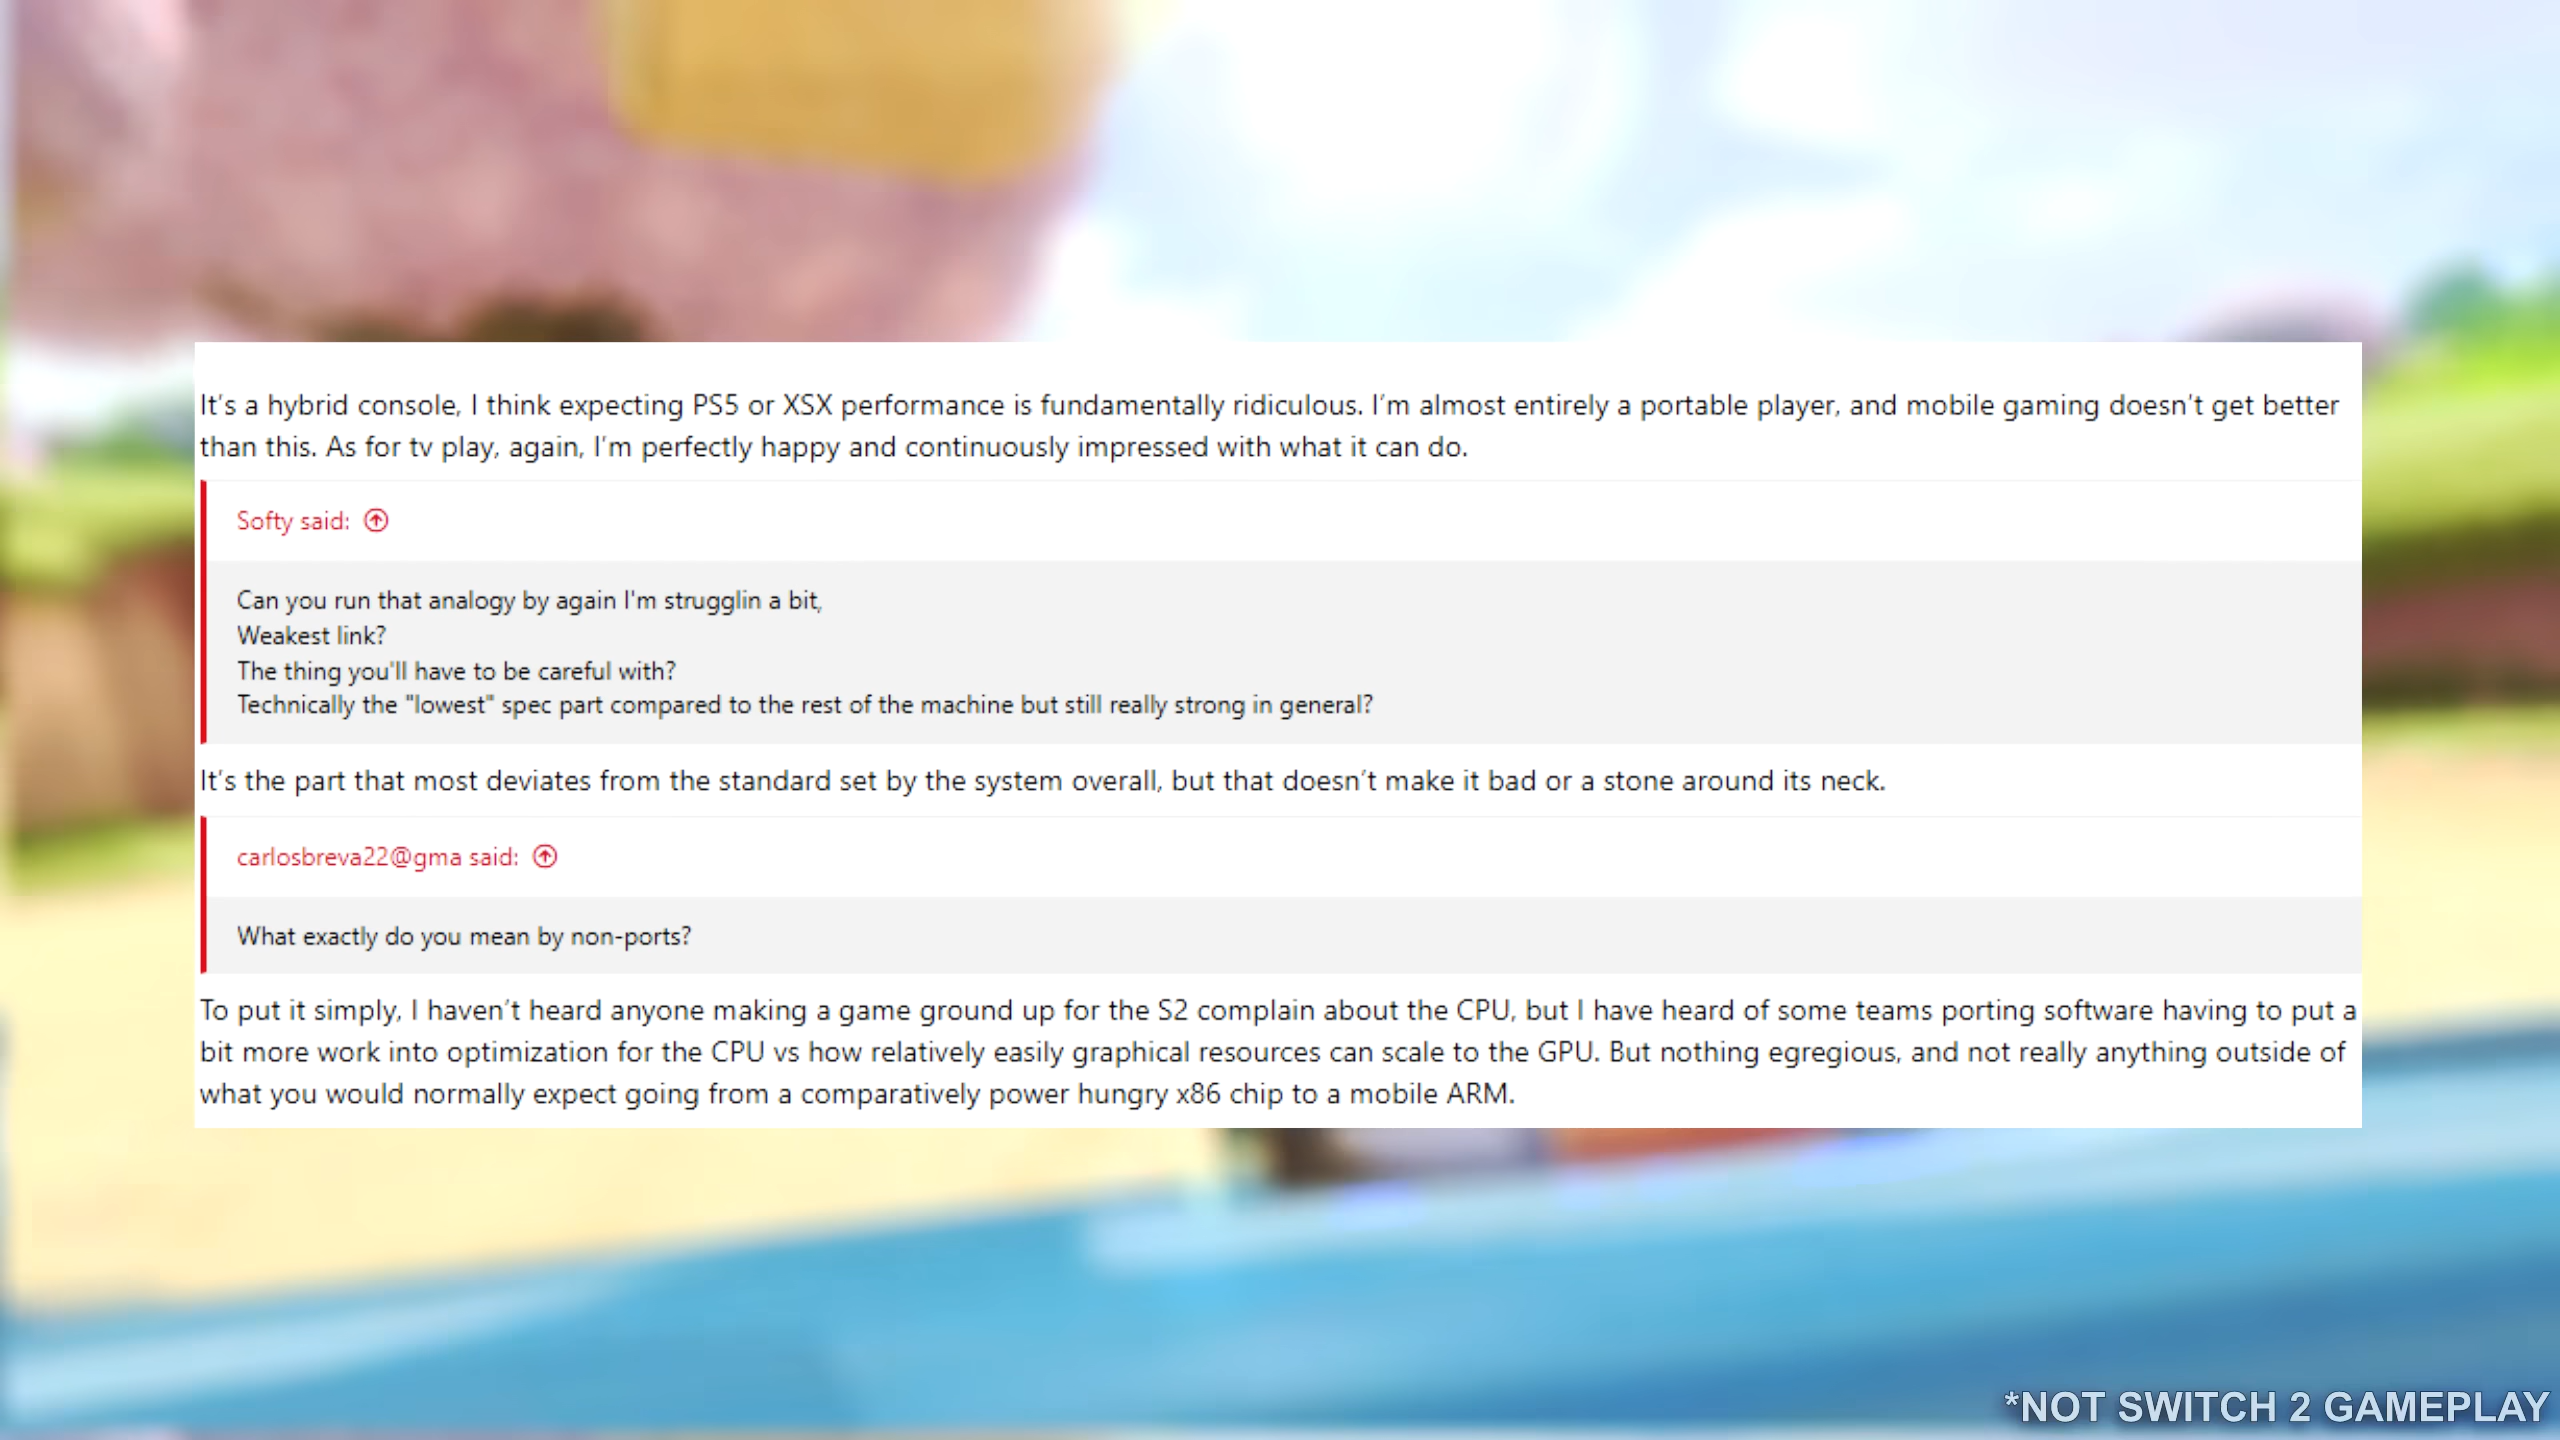 It's a hybrid console, I think expecting PS5 or XSX performance is fundamentally ridiculous. I'm almost entirely a portable player, and mobile gaming doesn't get better
than this. As for tv play, again, I'm perfectly happy and continuously impressed with what it can do.
Softy said:
Can you run that analogy by again I'm strugglin a bit,
Weakest link?
The thing you'll have to be careful with?
Technically the "lowest" spec part compared to the rest of the machine but still really strong in general?
It's the part that most deviates from the standard set by the system overall, but that doesn't make it bad or a stone around its neck.
carlosbreva22@gma said:
What exactly do you mean by non-ports?
To put it simply, I haven't heard anyone making a game ground up for the S2 complain about the CPU, but I have heard of some teams porting software having to put a
bit more work into optimization for the CPU vs how relatively easily graphical resources can scale to the GPU. But nothing egregious, and not really anything outside of
what you would normally expect going from a comparatively power hungry x86 chip to a mobile ARM.
*NOT SWITCH 2 GAMEPLAY